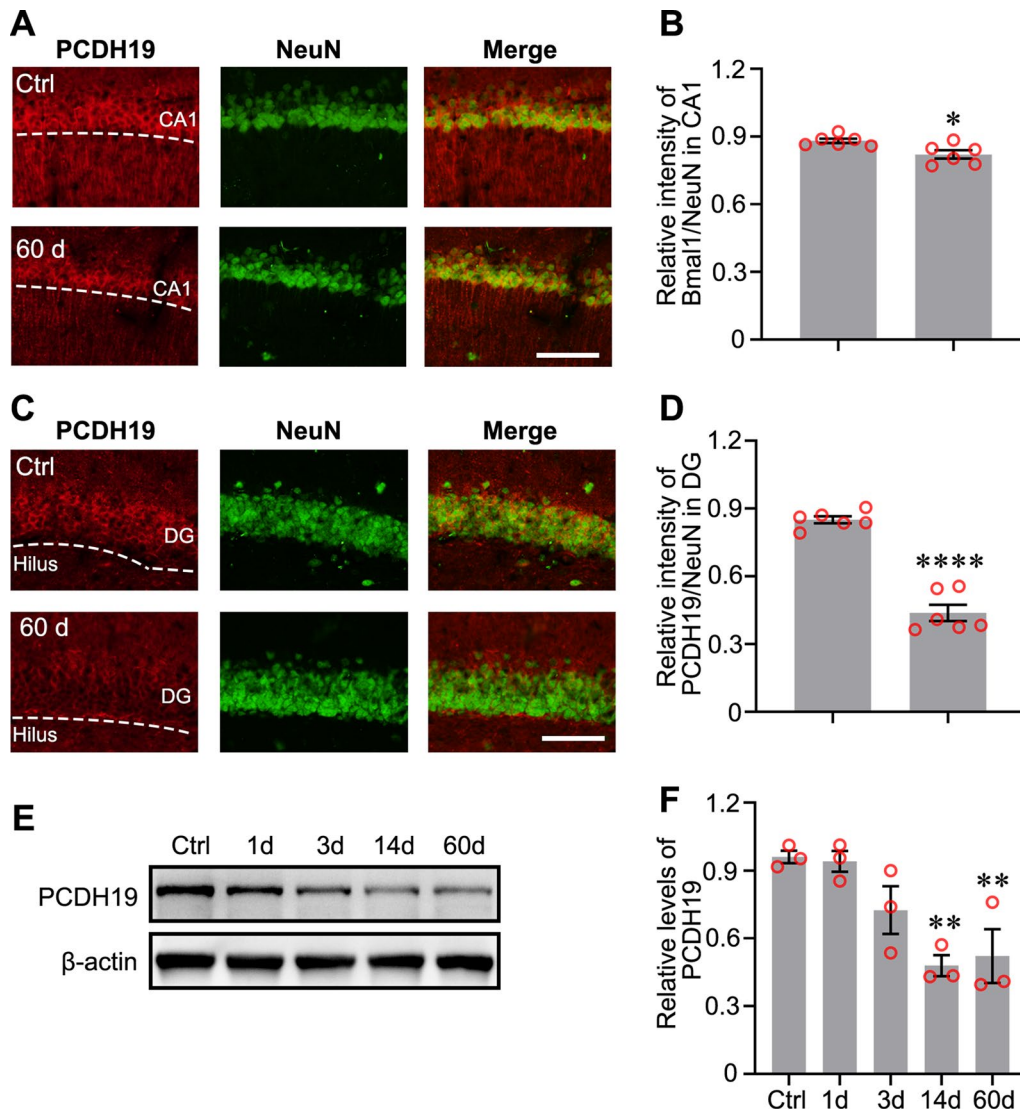 A
PCDH19
NeuN
Merge
Ctrl
CA1
60 d
CA1
B
Relative intensity of
Bmal1/NeuN in CA1
1.2
0.9
0.6
0.3
0
*
C
PCDH19
NeuN
Merge
Ctrl
DG
Hilus
60 d
DG
Hilus
D
Relative intensity of
PCDH19/NeuN in DG
1.2
0.9
0.6
0.3
0
****
E
Ctrl 1d 3d 14d 60d
PCDH19
β-actin
F
Relative levels of
PCDH19
1.2
0.9
0.6
0.3
0
** **
Ctrl 1d 3d 14d 60d